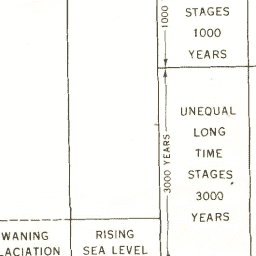 STAGES
1000
YEARS
1000
UNEQUAL
LONG
TIME
STAGES
3000
YEARS
3000 YEARS
WANING
LACIATION
RISING
SEA LEVEL